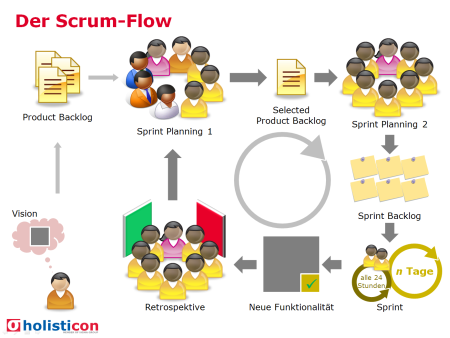 Der Scrum-Flow
Product Backlog
Sprint Planning 1
Selected
Product Backlog
Sprint Planning 2
Vision
Sprint Backlog
alle 24
Stunden
n Tage
Retrospektive
Neue Funktionalität
Sprint
holisticon